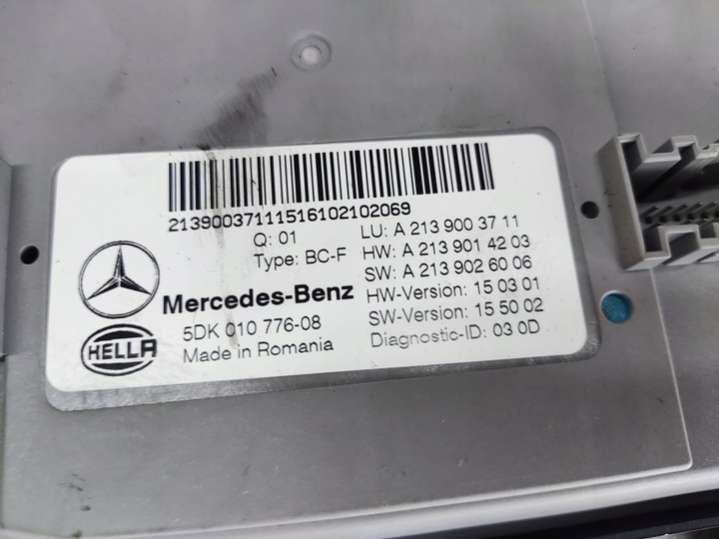 21390037111516102102069
Q: 01
Type: BC-F
LU: A 213 900 37 11
HW: A 213 901 42 03
SW: A 213 902 60 06
HW-Version: 15 03 01
SW-Version: 15 50 02
Diagnostic-ID: 03 0D
Mercedes-Benz
5DK 010 776-08
Made in Romania
HELLA